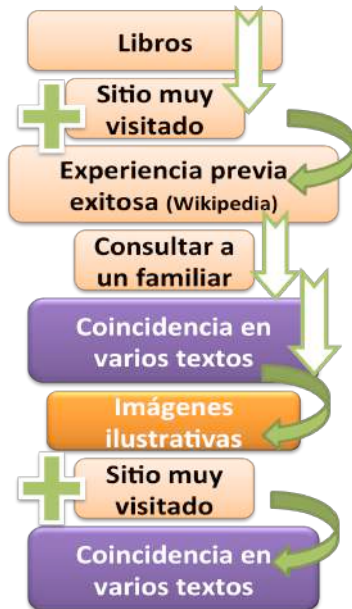 Libros
Sitio muy
visitado
Experiencia previa
exitosa (Wikipedia)
Consultar a
un familiar
Coincidencia en
varios textos
Imágenes
ilustrativas
Sitio muy
visitado
Coincidencia en
varios textos